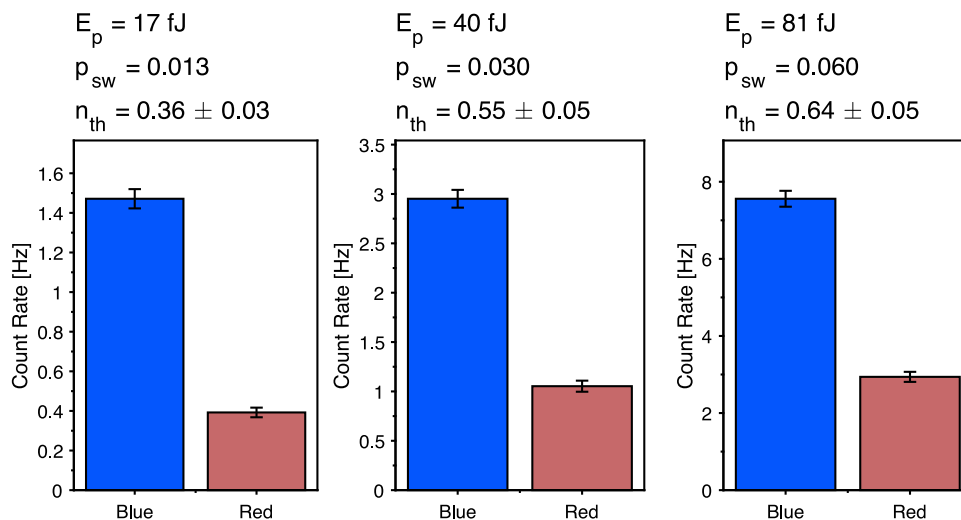 E_p = 17 fJ
p_sw = 0.013
n_th = 0.36 ± 0.03
Count Rate [Hz]
1.6
1.4
1.2
1
0.8
0.6
0.4
0.2
0
Blue
Red
E_p = 40 fJ
p_sw = 0.030
n_th = 0.55 ± 0.05
Count Rate [Hz]
3.5
3
2.5
2
1.5
1
0.5
0
Blue
Red
E_p = 81 fJ
p_sw = 0.060
n_th = 0.64 ± 0.05
Count Rate [Hz]
8
6
4
2
0
Blue
Red